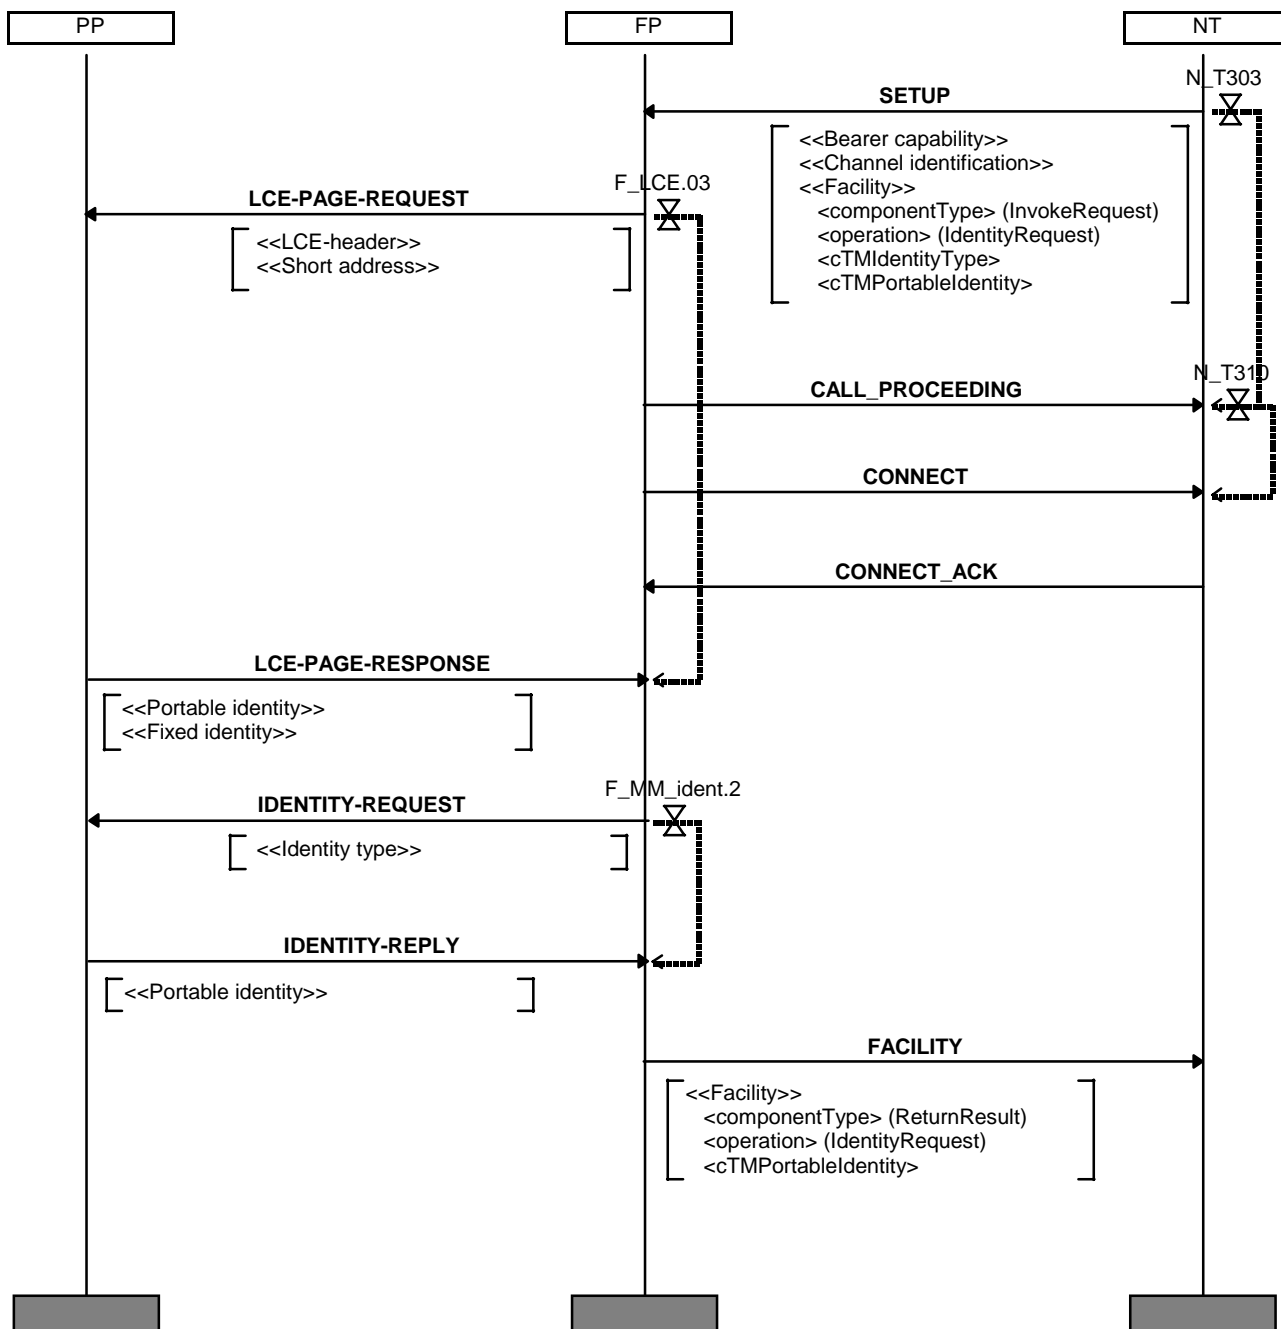 PP
FP
NT
N_T303
SETUP
<<Bearer capability>>
<<Channel identification>>
<<Facility>>
<componentType> (InvokeRequest)
<operation> (IdentityRequest)
<cTMIdentityType>
<cTMPortableIdentity>
F_LCE.03
LCE-PAGE-REQUEST
<<LCE-header>>
<<Short address>>
N_T310
CALL_PROCEEDING
CONNECT
CONNECT_ACK
LCE-PAGE-RESPONSE
<<Portable identity>>
<<Fixed identity>>
F_MM_ident.2
IDENTITY-REQUEST
<<Identity type>>
IDENTITY-REPLY
<<Portable identity>>
FACILITY
<<Facility>>
<componentType> (ReturnResult)
<operation> (IdentityRequest)
<cTMPortableIdentity>